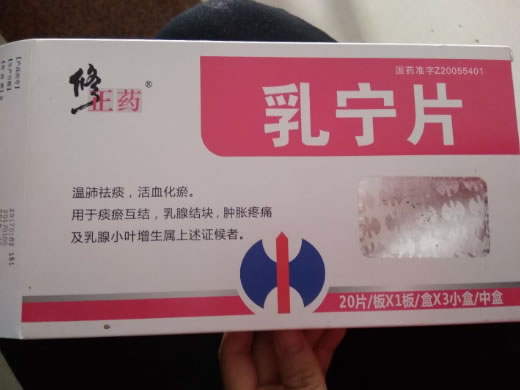 修
正药®
国药准字Z20055401
乳宁片
温肺祛痰，活血化瘀。
用于痰瘀互结，乳腺结块，肿胀疼痛
及乳腺小叶增生属上述证候者。
20片/板X1板/盒X3小盒/中盒